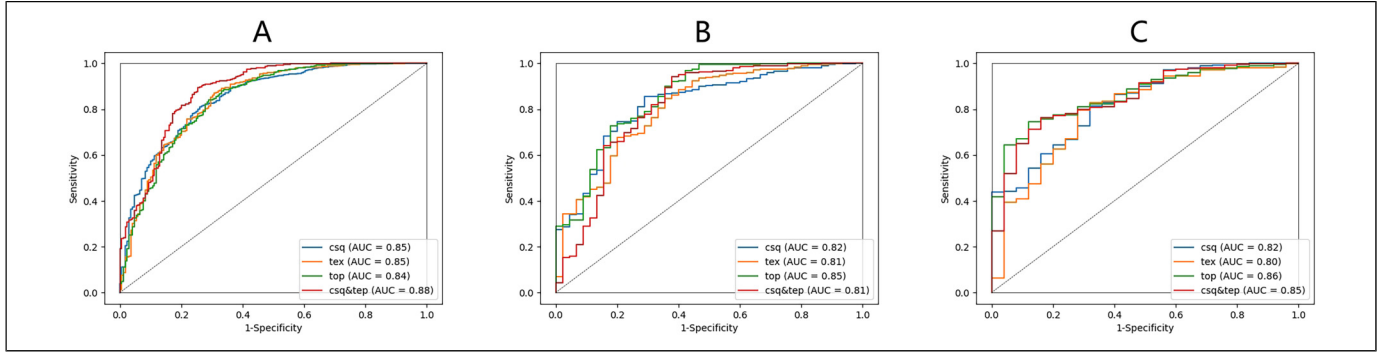 A
1.0
0.8
0.6
0.4
0.2
0.0
Sensitivity
csq (AUC = 0.85)
tex (AUC = 0.85)
top (AUC = 0.84)
csq&tep (AUC = 0.88)
0.0 0.2 0.4 0.6 0.8 1.0
1-Specificity
B
1.0
0.8
0.6
0.4
0.2
0.0
Sensitivity
csq (AUC = 0.82)
tex (AUC = 0.81)
top (AUC = 0.85)
csq&tep (AUC = 0.81)
0.0 0.2 0.4 0.6 0.8 1.0
1-Specificity
C
1.0
0.8
0.6
0.4
0.2
0.0
Sensitivity
csq (AUC = 0.82)
tex (AUC = 0.80)
top (AUC = 0.86)
csq&tep (AUC = 0.85)
0.0 0.2 0.4 0.6 0.8 1.0
1-Specificity